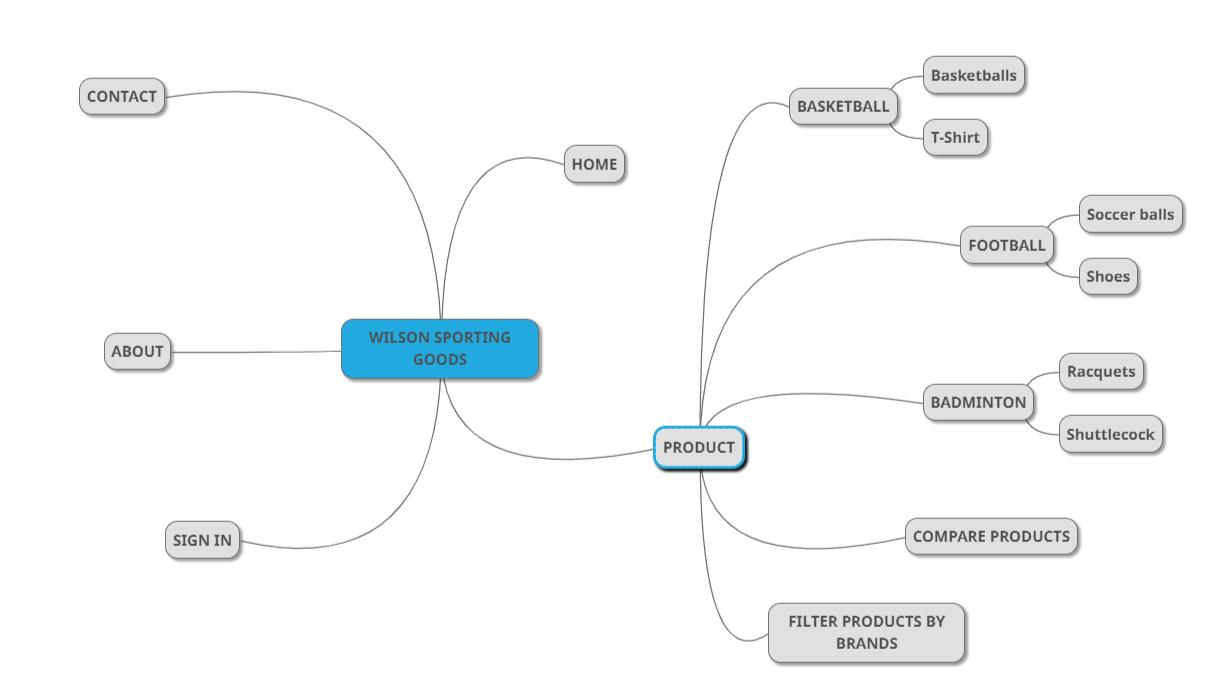 CONTACT
HOME
WILSON SPORTING
GOODS
ABOUT
SIGN IN
PRODUCT
BASKETBALL
Basketballs
T-Shirt
FOOTBALL
Soccer balls
Shoes
BADMINTON
Racquets
Shuttlecock
COMPARE PRODUCTS
FILTER PRODUCTS BY
BRANDS